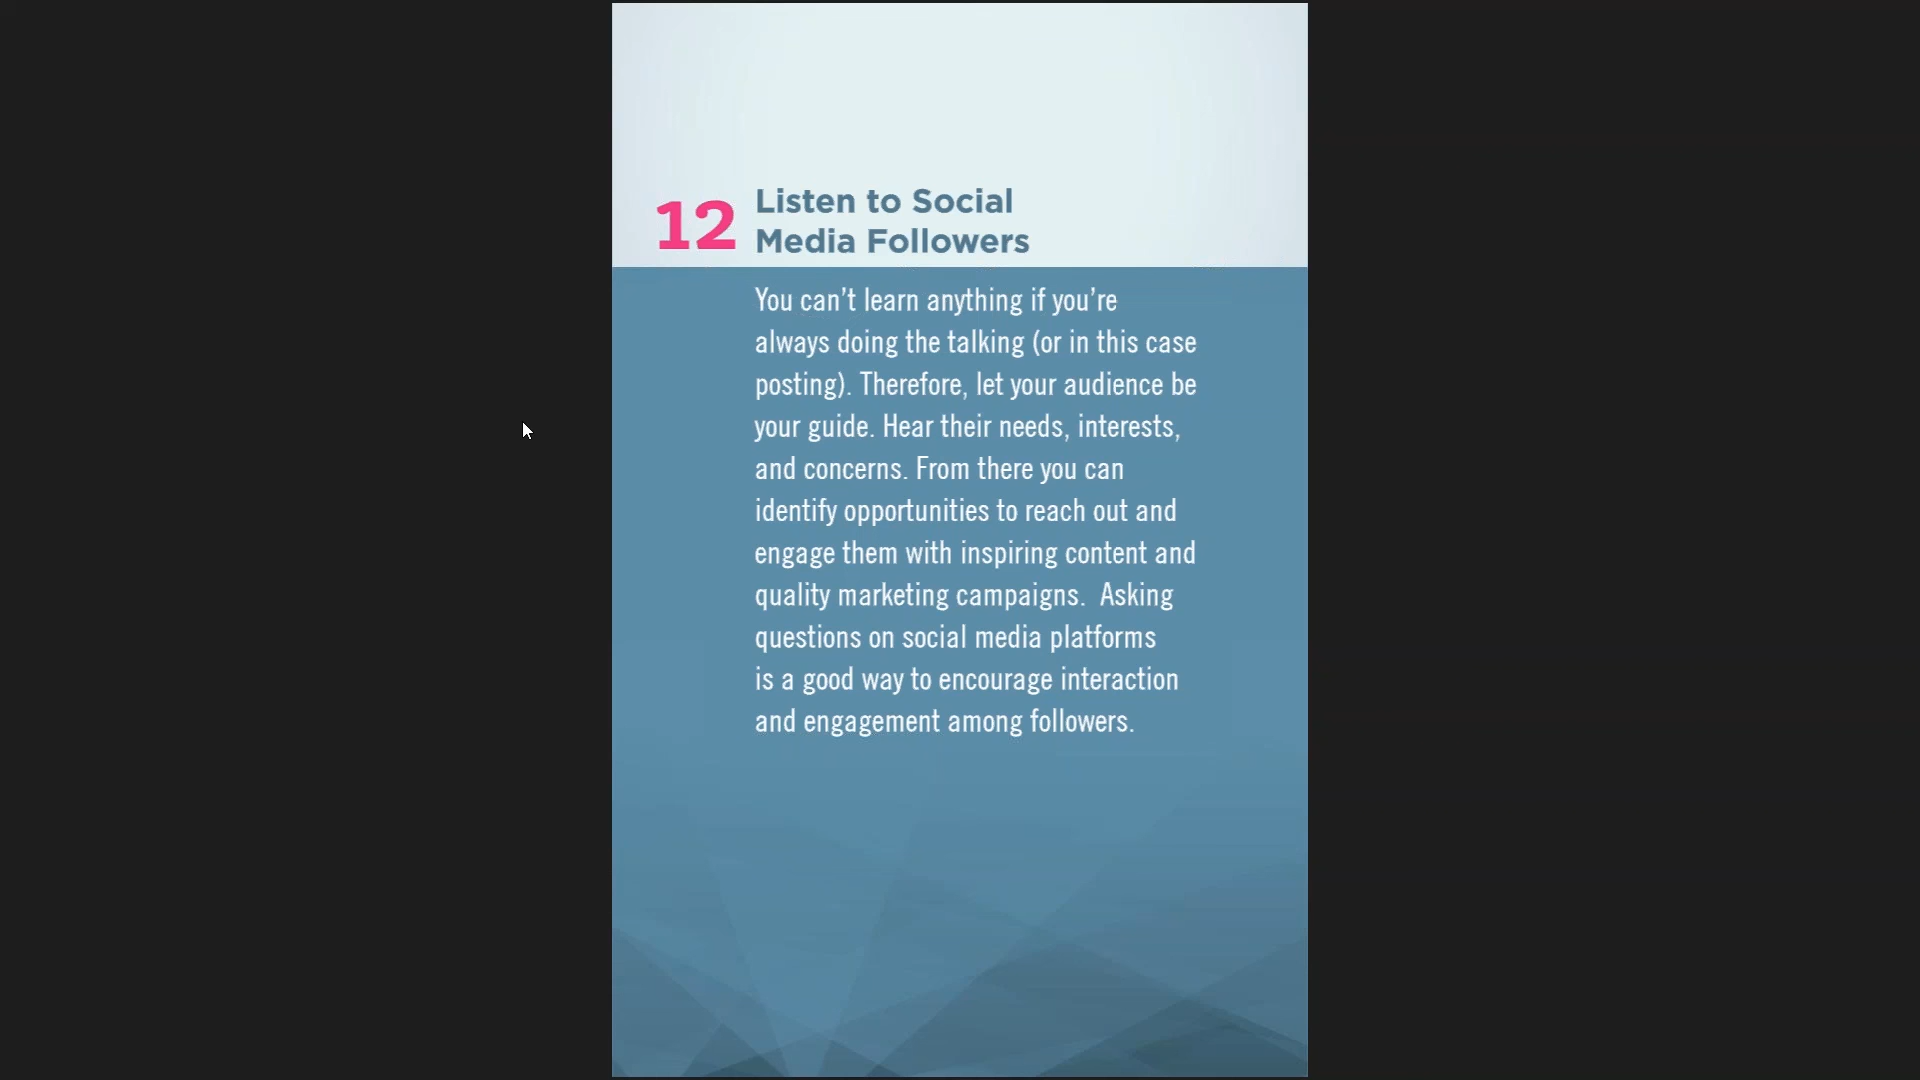 12 Listen to Social
Media Followers
You can’t learn anything if you’re
always doing the talking (or in this case
posting). Therefore, let your audience be
your guide. Hear their needs, interests,
and concerns. From there you can
identify opportunities to reach out and
engage them with inspiring content and
quality marketing campaigns.  Asking
questions on social media platforms
is a good way to encourage interaction
and engagement among followers.